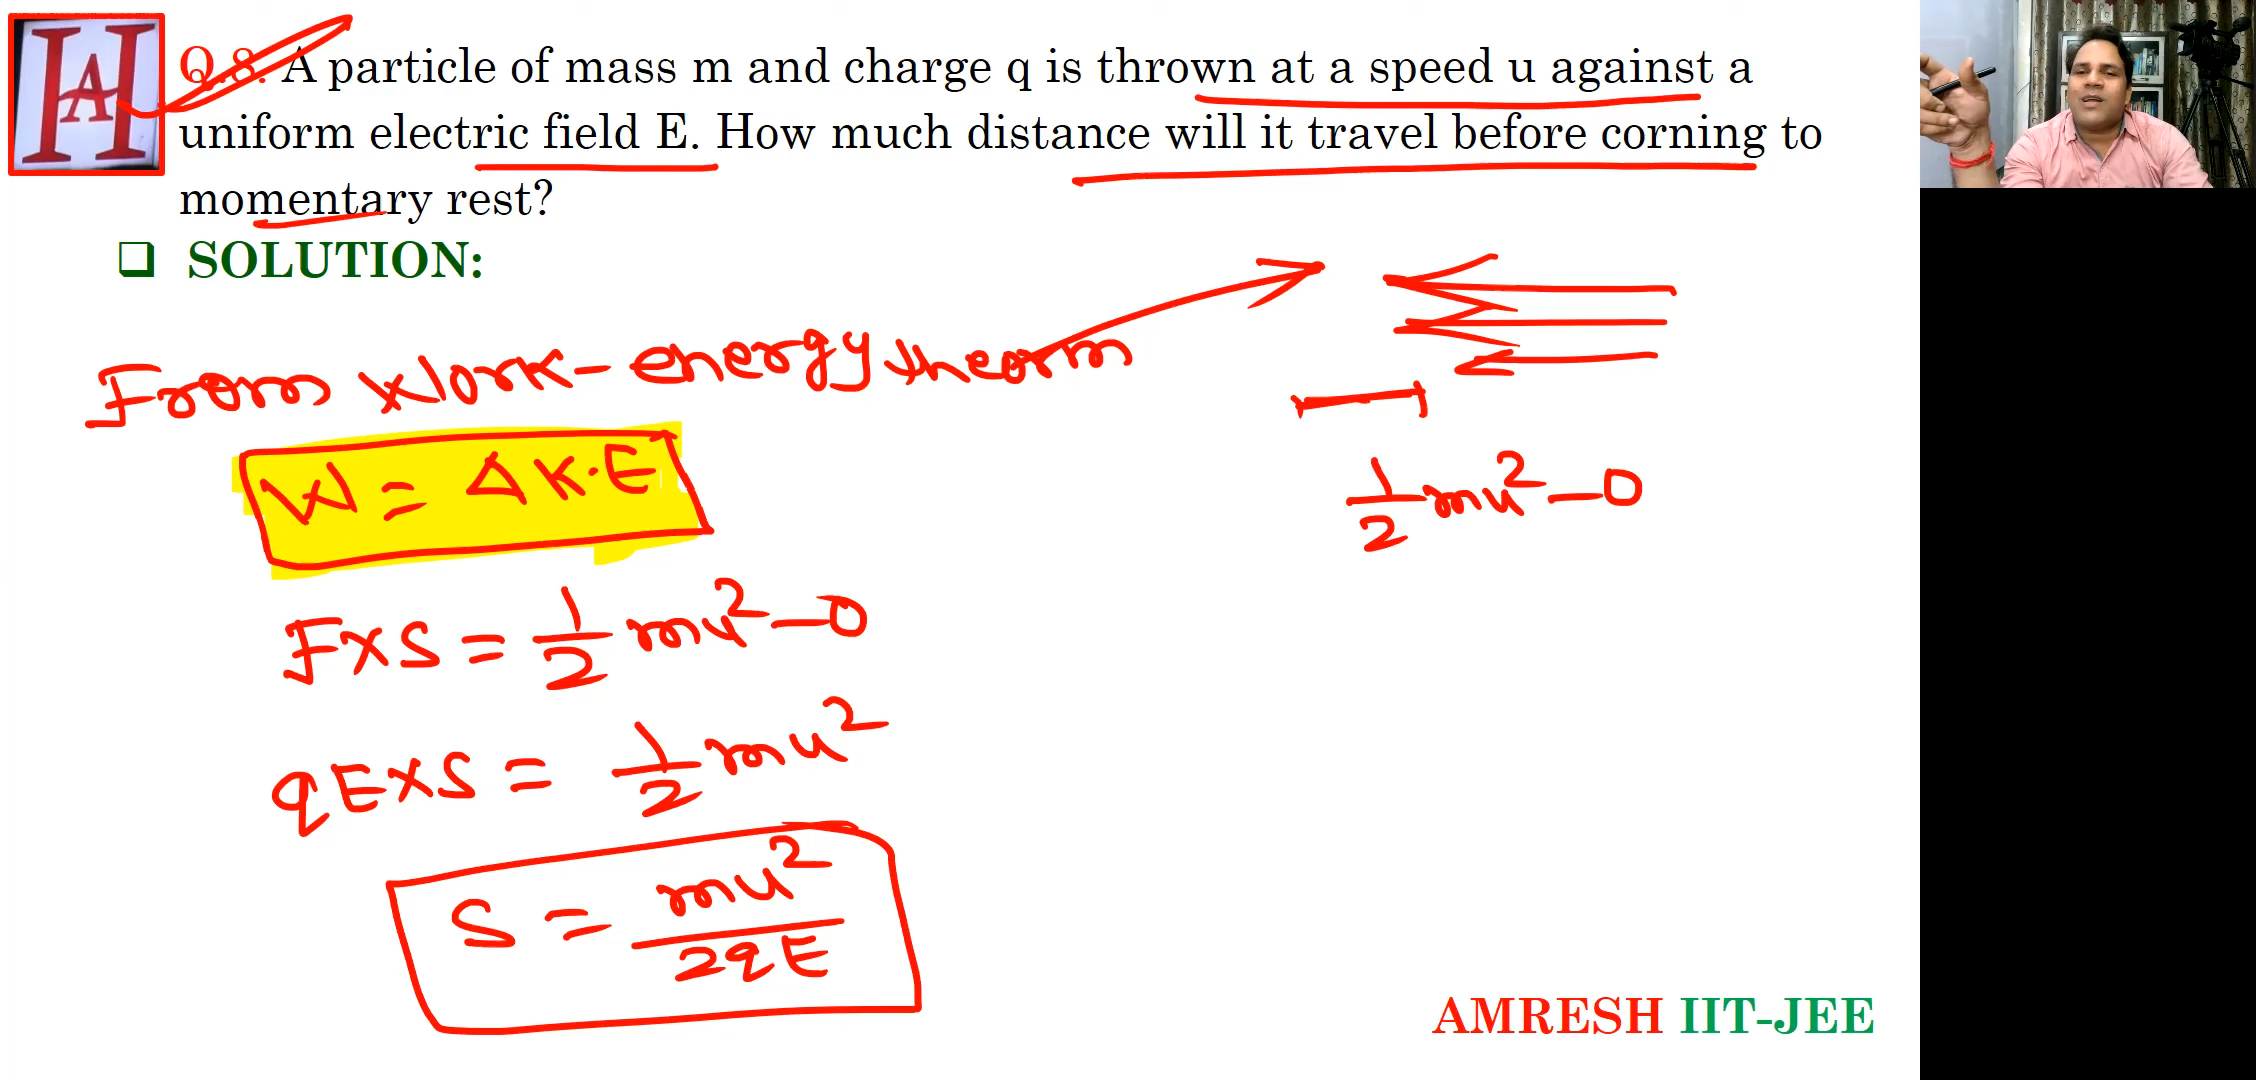 HA
Q.8. A particle of mass m and charge q is thrown at a speed u against a
uniform electric field E. How much distance will it travel before corning to
momentary rest?
❑ SOLUTION:
From Work-energy theorm
W = Δ K.E
F×S = 1/2 mu² - 0
qE×S = 1/2 mu²
S = mu²/2qE
1/2 mu² - 0
AMRESH IIT-JEE